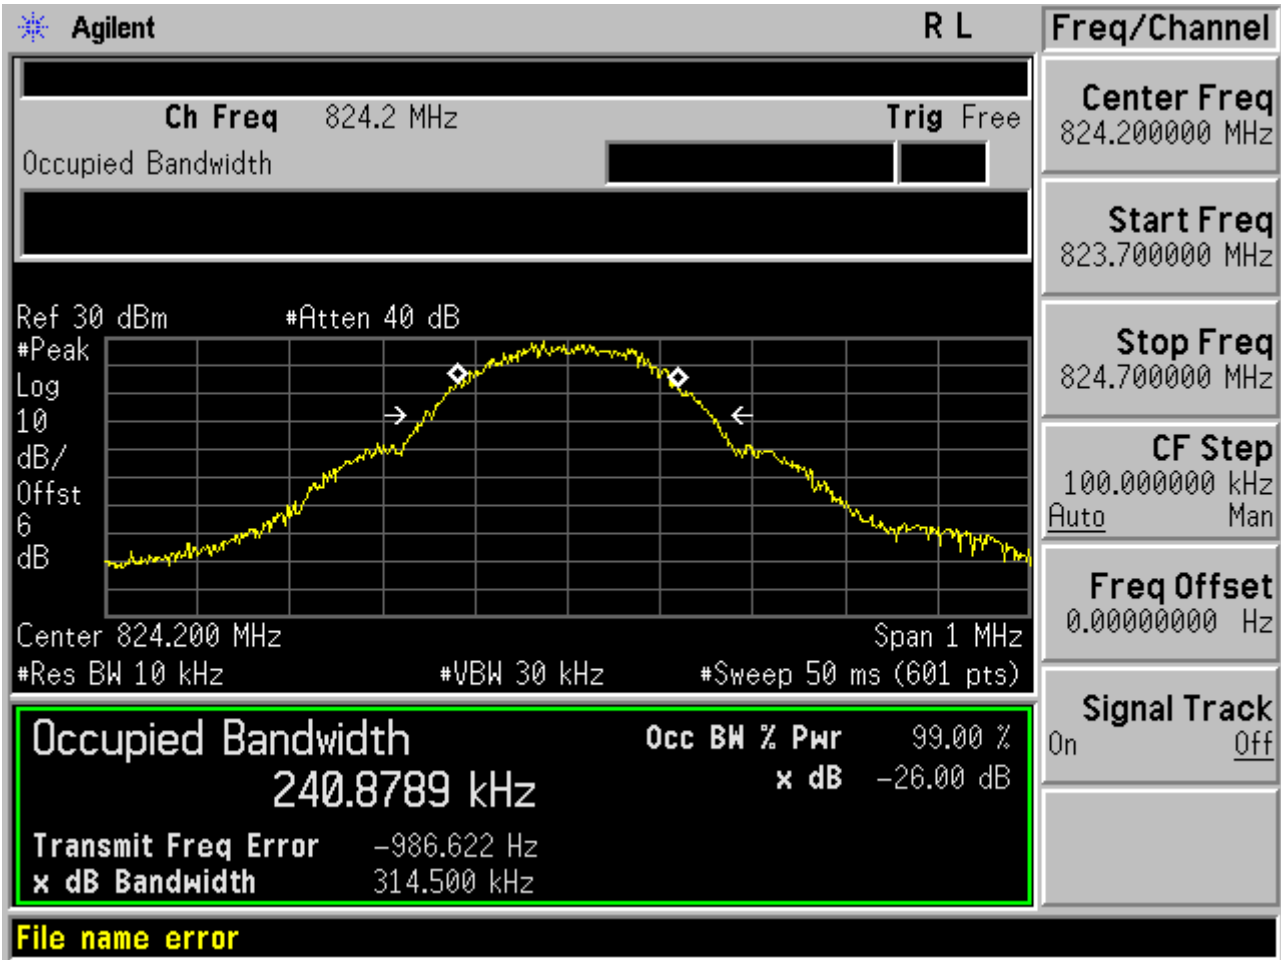 Agilent R L Freq/Channel
Ch Freq 824.2 MHz Trig Free
Occupied Bandwidth
Center Freq
824.200000 MHz
Start Freq
823.700000 MHz
Stop Freq
824.700000 MHz
CF Step
100.000000 kHz
Auto Man
Freq Offset
0.00000000 Hz
Signal Track
On Off
Ref 30 dBm #Atten 40 dB
#Peak
Log
10
dB/
Offst
6
dB
Center 824.200 MHz Span 1 MHz
#Res BW 10 kHz #VBW 30 kHz #Sweep 50 ms (601 pts)
Occupied Bandwidth Occ BW % Pwr 99.00 %
240.8789 kHz x dB -26.00 dB
Transmit Freq Error -986.622 Hz
x dB Bandwidth 314.500 kHz
File name error